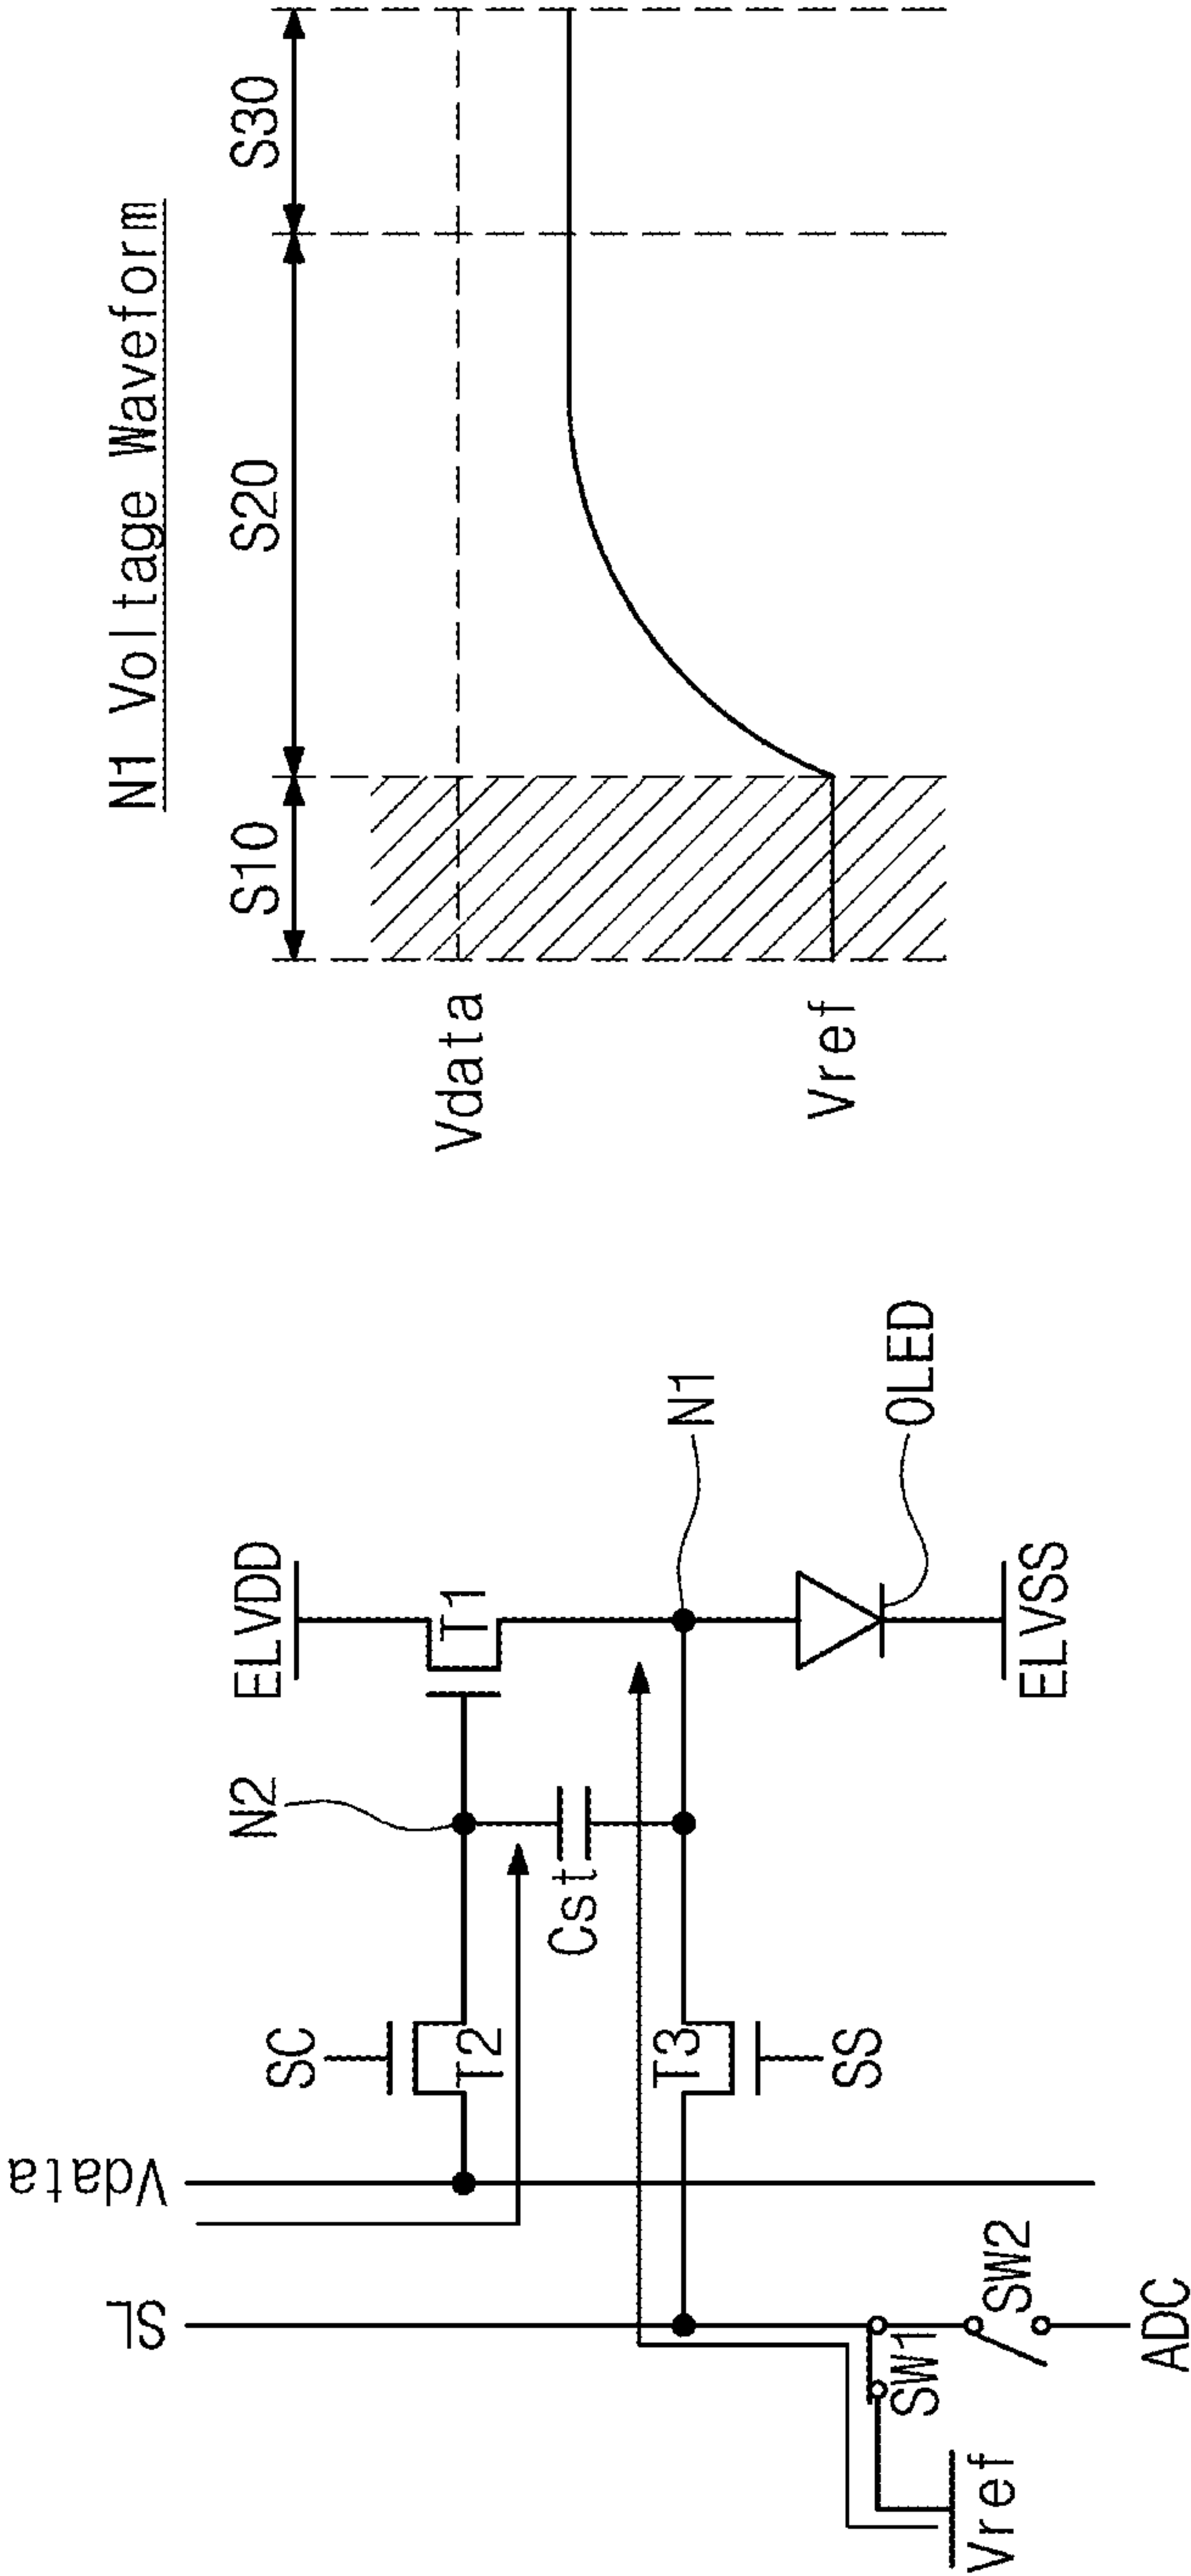 SL
Vdata
SC
T2
N2
ELVDD
T1
Cst
T3
SS
N1
OLED
ELVSS
SW1
SW2
Vref
ADC
N1 Voltage Waveform
S10
S20
S30
Vdata
Vref